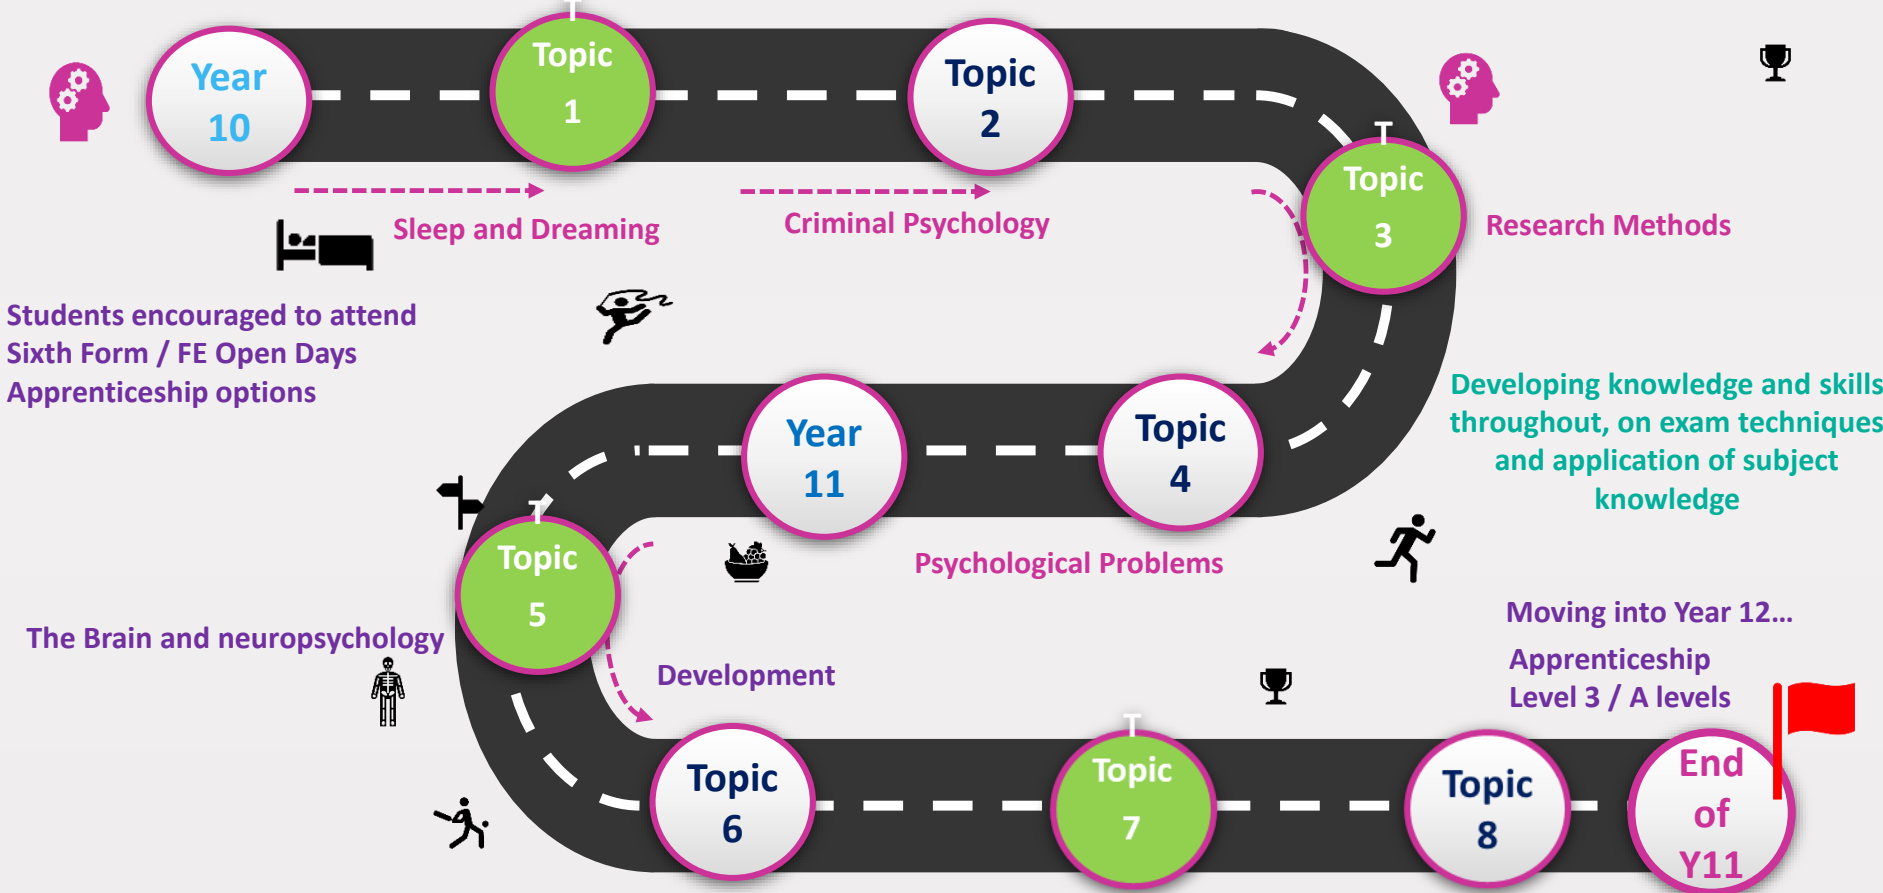 Year
10
T
Topic
1
Topic
2
T
Topic
3
Sleep and Dreaming
Criminal Psychology
Research Methods
Students encouraged to attend
Sixth Form / FE Open Days
Apprenticeship options
Developing knowledge and skills
throughout, on exam techniques
and application of subject
knowledge
Topic
4
Year
11
Psychological Problems
T
Topic
5
The Brain and neuropsychology
Development
Moving into Year 12...
Apprenticeship
Level 3 / A levels
Topic
6
T
Topic
7
Topic
8
End
of
Y11